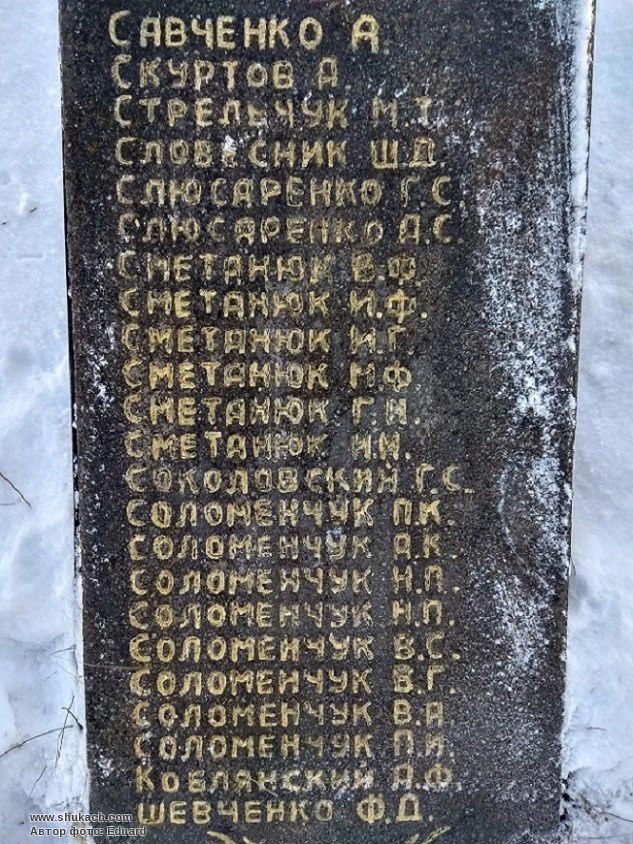 САВЧЕНКО А.
СКУРТОВ А.
СТРЕЛЬЧУК М.Т.
СЛОВЕСНИК Ш.Д.
СЛЮСАРЕНКО Г.С.
СЛЮСАРЕНКО А.С.
СМЕТАНЮК В.Ф.
СМЕТАНЮК И.Ф.
СМЕТАНЮК И.Г.
СМЕТАНЮК М.Ф
СМЕТАНЮК Г.Н.
СМЕТАНЮК Н.И.
СОКОЛОВСКИЙ Г.С.
СОЛОМЕНЧУК П.К.
СОЛОМЕНЧУК А.К.
СОЛОМЕНЧУК Н.П.
СОЛОМЕНЧУК Н.П.
СОЛОМЕНЧУК В.С.
СОЛОМЕНЧУК В.Г.
СОЛОМЕНЧУК В.А.
СОЛОМЕНЧУК П.И.
КОБЛЯНСКИЙ А.Ф.
ШЕВЧЕНКО Ф.Д.
www.shukach.com
Автор фото: Eduard